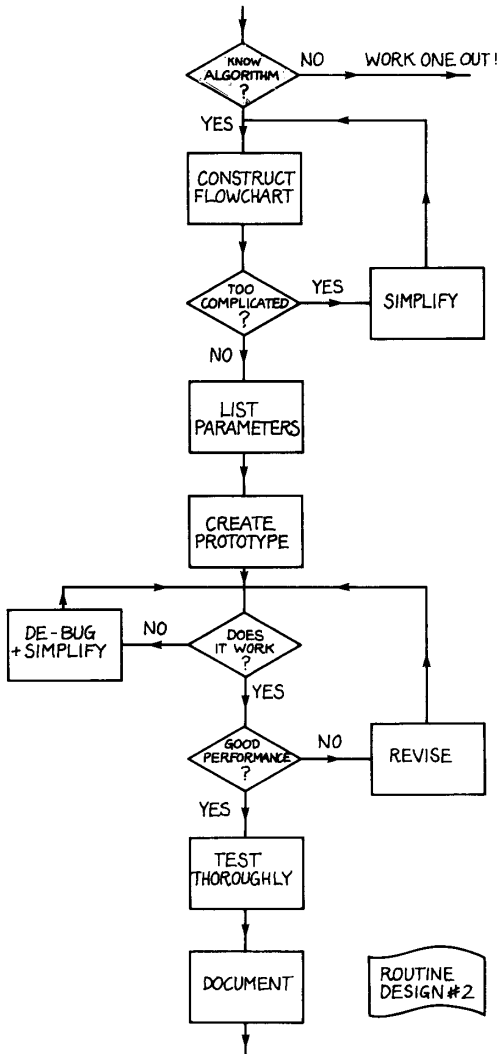 KNOW
ALGORITHM
?
NO
WORK ONE OUT!
YES
CONSTRUCT
FLOWCHART
TOO
COMPLICATED
?
YES
SIMPLIFY
NO
LIST
PARAMETERS
CREATE
PROTOTYPE
DOES
IT WORK
?
NO
DE-BUG
+SIMPLIFY
YES
GOOD
PERFORMANCE
?
NO
REVISE
YES
TEST
THOROUGHLY
DOCUMENT
ROUTINE
DESIGN #2